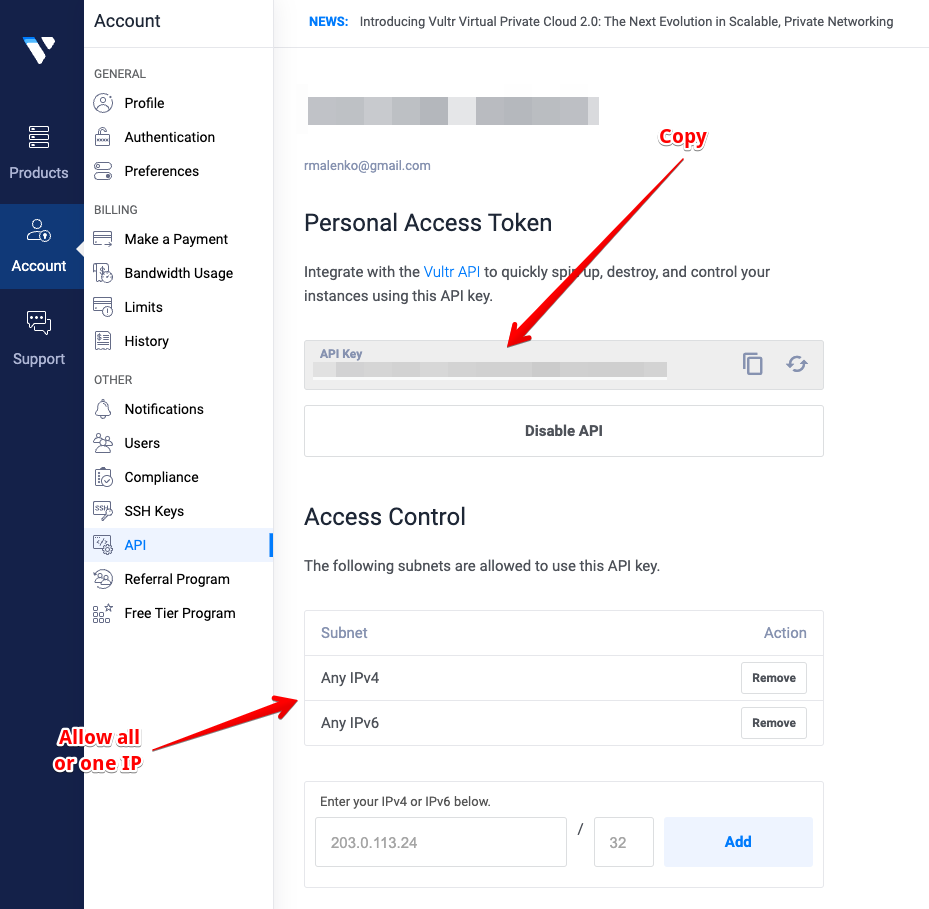 Account
NEWS: Introducing Vultr Virtual Private Cloud 2.0: The Next Evolution in Scalable, Private Networking
Products
Account
Support
GENERAL
Profile
Authentication
Preferences
BILLING
Make a Payment
Bandwidth Usage
Limits
History
OTHER
Notifications
Users
Compliance
SSH Keys
API
Referral Program
Free Tier Program
rmalenko@gmail.com
Copy
Personal Access Token
Integrate with the Vultr API to quickly spin up, destroy, and control your
instances using this API key.
API Key
Disable API
Access Control
The following subnets are allowed to use this API key.
Subnet Action
Any IPv4 Remove
Any IPv6 Remove
Allow all
or one IP
Enter your IPv4 or IPv6 below.
203.0.113.24 / 32 Add